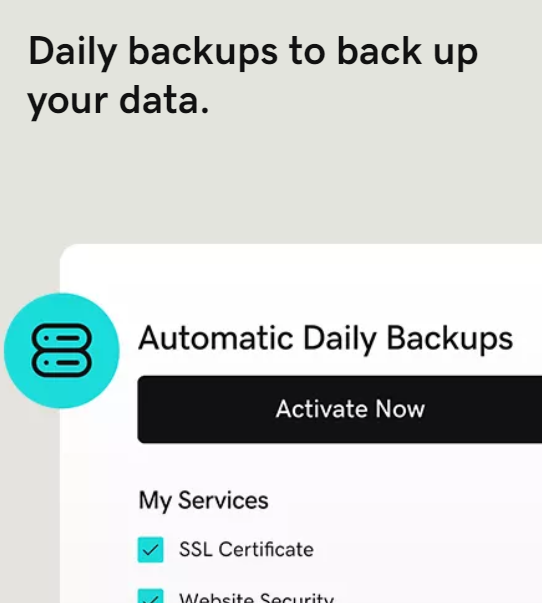 Daily backups to back up
your data.
Automatic Daily Backups
Activate Now
My Services
SSL Certificate
Website Security